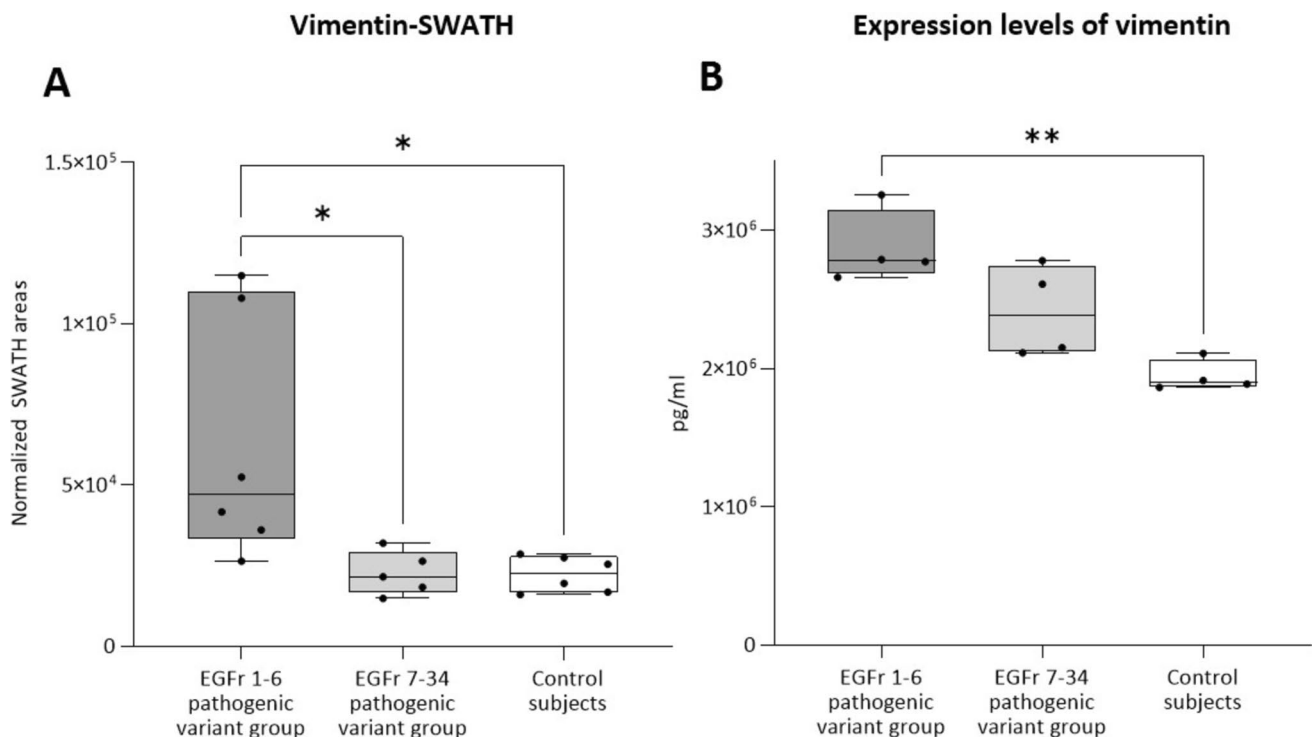 Vimentin-SWATH
A
*
*
1.5×10⁵
1×10⁵
5×10⁴
0
Normalized SWATH areas
EGFr 1-6
pathogenic
variant group
EGFr 7-34
pathogenic
variant group
Control
subjects
Expression levels of vimentin
B
**
3×10⁶
2×10⁶
1×10⁶
0
pg/ml
EGFr 1-6
pathogenic
variant group
EGFr 7-34
pathogenic
variant group
Control
subjects